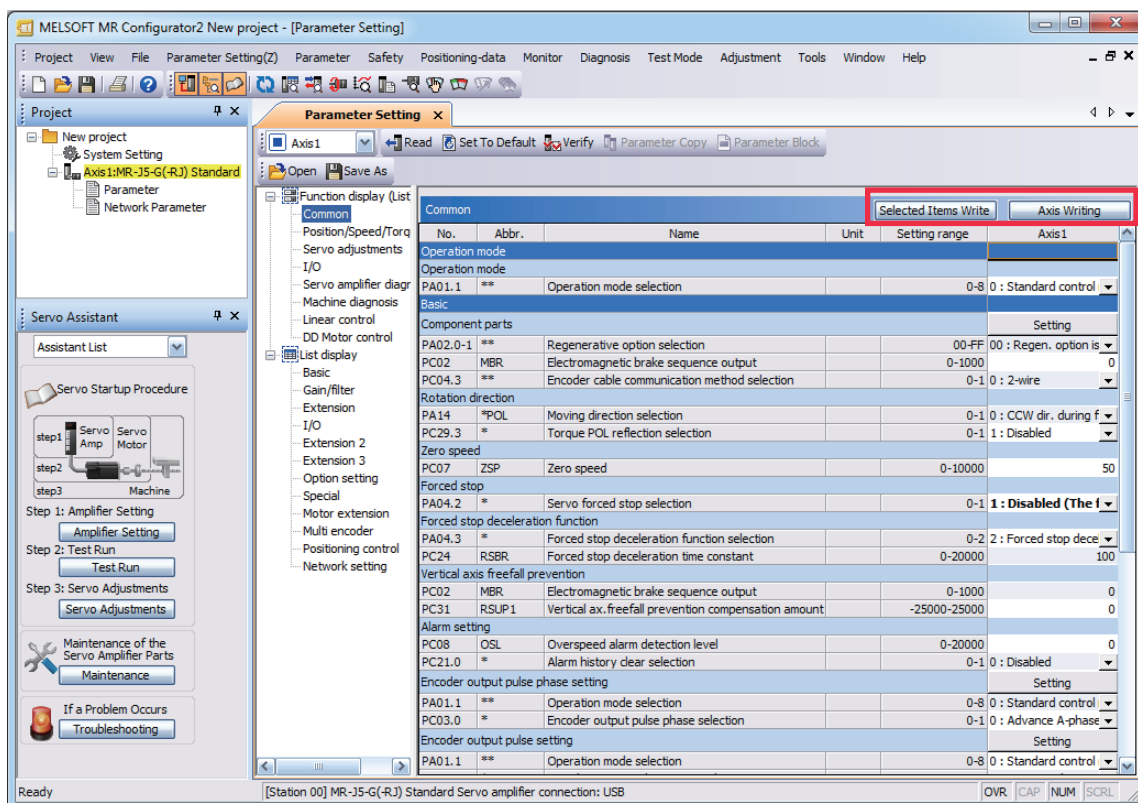 MELSOFT MR Configurator2 New project - [Parameter Setting]
Project View File Parameter Setting(Z) Parameter Safety Positioning-data Monitor Diagnosis Test Mode Adjustment Tools Window Help
Project
New project
System Setting
Axis1:MR-J5-G(-RJ) Standard
Parameter
Network Parameter
Servo Assistant
Assistant List
Servo Startup Procedure
step1
Servo Amp
Servo Motor
step2
step3
Machine
Step 1: Amplifier Setting
Amplifier Setting
Step 2: Test Run
Test Run
Step 3: Servo Adjustments
Servo Adjustments
Maintenance of the
Servo Amplifier Parts
Maintenance
If a Problem Occurs
Troubleshooting
Parameter Setting
Axis1 Read Set To Default Verify Parameter Copy Parameter Block
Open Save As
Function display (List
Common
Position/Speed/Torq
Servo adjustments
I/O
Servo amplifier diagr
Machine diagnosis
Linear control
DD Motor control
List display
Basic
Gain/filter
Extension
I/O
Extension 2
Extension 3
Option setting
Special
Motor extension
Multi encoder
Positioning control
Network setting
Common Selected Items Write Axis Writing
No. Abbr. Name Unit Setting range Axis1
Operation mode
Operation mode
PA01.1 ** Operation mode selection 0-8 0 : Standard control
Basic
Component parts Setting
PA02.0-1 ** Regenerative option selection 00-FF 00 : Regen. option is
PC02 MBR Electromagnetic brake sequence output 0-1000 0
PC04.3 ** Encoder cable communication method selection 0-1 0 : 2-wire
Rotation direction
PA14 *POL Moving direction selection 0-1 0 : CCW dir. during f
PC29.3 * Torque POL reflection selection 0-1 1 : Disabled
Zero speed
PC07 ZSP Zero speed 0-10000 50
Forced stop
PA04.2 * Servo forced stop selection 0-1 1 : Disabled (The f
Forced stop deceleration function
PA04.3 * Forced stop deceleration function selection 0-2 2 : Forced stop dece
PC24 RSBR Forced stop deceleration time constant 0-20000 100
Vertical axis freefall prevention
PC02 MBR Electromagnetic brake sequence output 0-1000 0
PC31 RSUP1 Vertical ax.freefall prevention compensation amount -25000-25000 0
Alarm setting
PC08 OSL Overspeed alarm detection level 0-20000 0
PC21.0 * Alarm history clear selection 0-1 0 : Disabled
Encoder output pulse phase setting Setting
PA01.1 ** Operation mode selection 0-8 0 : Standard control
PC03.0 * Encoder output pulse phase selection 0-1 0 : Advance A-phase
Encoder output pulse setting Setting
PA01.1 ** Operation mode selection 0-8 0 : Standard control
Ready [Station 00] MR-J5-G(-RJ) Standard Servo amplifier connection: USB OVR CAP NUM SCRL